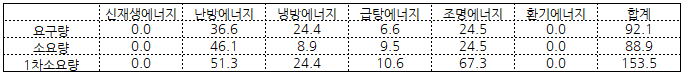 신재생에너지 난방에너지 냉방에너지 급탕에너지 조명에너지 환기에너지 합계
요구량 0.0 36.6 24.4 6.6 24.5 0.0 92.1
소요량 0.0 46.1 8.9 9.5 24.5 0.0 88.9
1차소요량 0.0 51.3 24.4 10.6 67.3 0.0 153.5